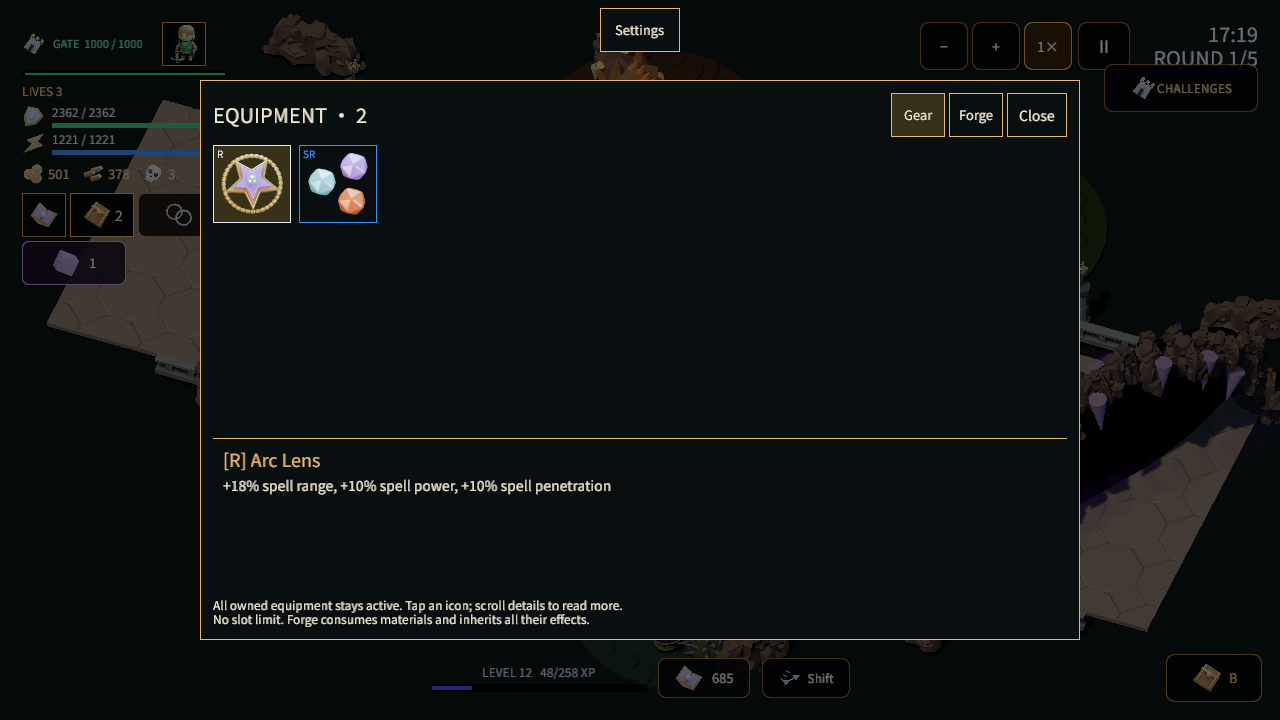 Settings
GATE 1000 / 1000
− + 1× II
17:19
ROUND 1/5
CHALLENGES
LIVES 3
2362 / 2362
1221 / 1221
501 378 3
2
1
EQUIPMENT • 2
Gear Forge Close
R
SR
[R] Arc Lens
+18% spell range, +10% spell power, +10% spell penetration
All owned equipment stays active. Tap an icon; scroll details to read more.
No slot limit. Forge consumes materials and inherits all their effects.
LEVEL 12 48/258 XP
685
Shift
B